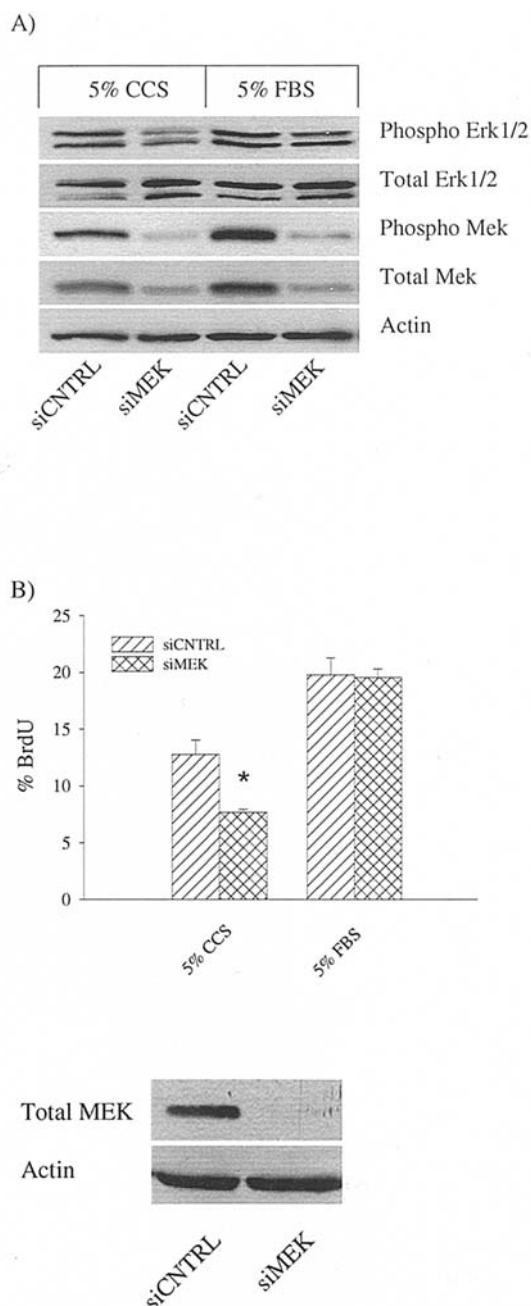 A)
5% CCS 5% FBS
Phospho Erk1/2
Total Erk1/2
Phospho Mek
Total Mek
Actin
siCNTRL siMEK siCNTRL siMEK
B)
25
20
15
10
5
0
% BrdU
siCNTRL
siMEK
*
5% CCS 5% FBS
Total MEK
Actin
siCNTRL siMEK